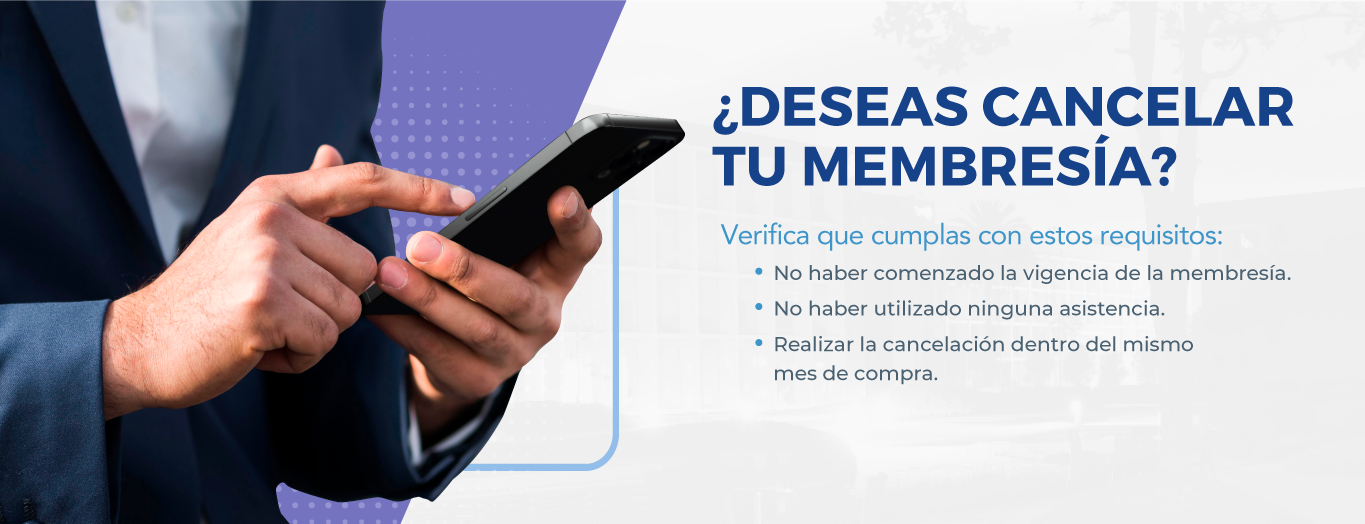 ¿DESEAS CANCELAR
TU MEMBRESÍA?
Verifica que cumplas con estos requisitos:
• No haber comenzado la vigencia de la membresía.
• No haber utilizado ninguna asistencia.
• Realizar la cancelación dentro del mismo
mes de compra.